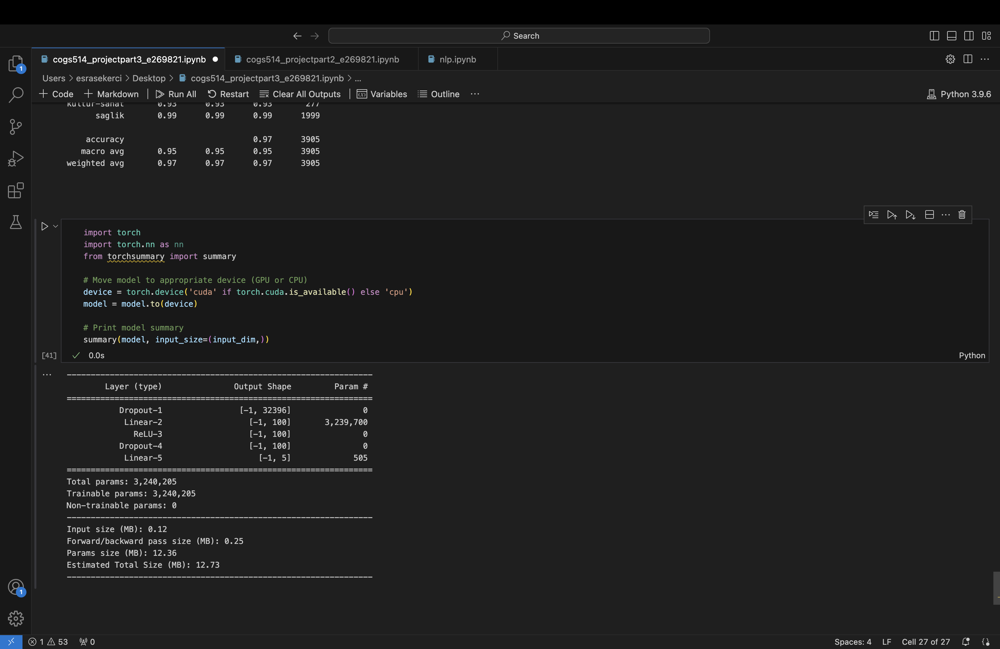 Search
cogs514_projectpart3_e269821.ipynb
cogs514_projectpart2_e269821.ipynb
nlp.ipynb
Users > esrasekerci > Desktop > cogs514_projectpart3_e269821.ipynb > ...
+ Code + Markdown | Run All Restart Clear All Outputs | Variables Outline ...
Python 3.9.6
kultur-sanat 0.93 0.93 0.93 277
saglik 0.99 0.99 0.99 1999
accuracy 0.97 3905
macro avg 0.95 0.95 0.95 3905
weighted avg 0.97 0.97 0.97 3905
import torch
import torch.nn as nn
from torchsummary import summary
# Move model to appropriate device (GPU or CPU)
device = torch.device('cuda' if torch.cuda.is_available() else 'cpu')
model = model.to(device)
# Print model summary
summary(model, input_size=(input_dim,))
[41] 0.0s
Python
----------------------------------------------------------------
Layer (type) Output Shape Param #
================================================================
Dropout-1 [-1, 32396] 0
Linear-2 [-1, 100] 3,239,700
ReLU-3 [-1, 100] 0
Dropout-4 [-1, 100] 0
Linear-5 [-1, 5] 505
================================================================
Total params: 3,240,205
Trainable params: 3,240,205
Non-trainable params: 0
----------------------------------------------------------------
Input size (MB): 0.12
Forward/backward pass size (MB): 0.25
Params size (MB): 12.36
Estimated Total Size (MB): 12.73
----------------------------------------------------------------
1
1
1 53 0
Spaces: 4 LF Cell 27 of 27